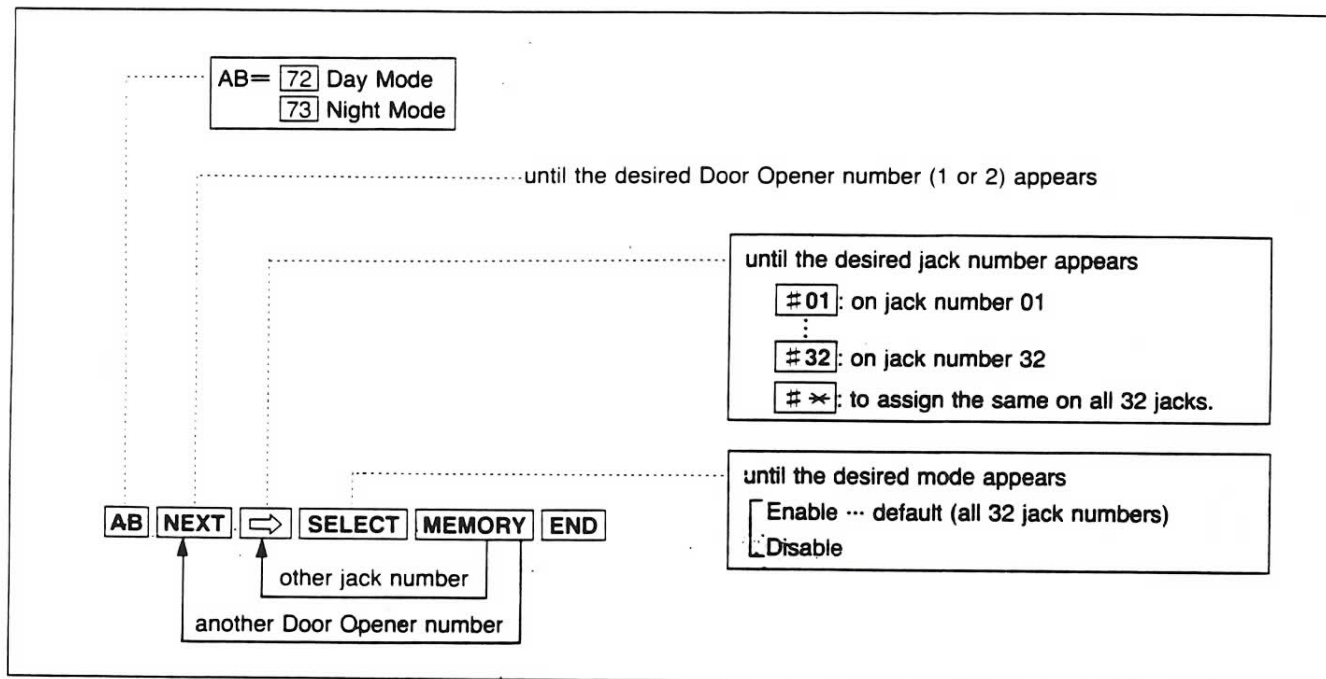 AB= 72 Day Mode
73 Night Mode
until the desired Door Opener number (1 or 2) appears
until the desired jack number appears
#01: on jack number 01
⋮
#32: on jack number 32
#*: to assign the same on all 32 jacks.
until the desired mode appears
Enable ··· default (all 32 jack numbers)
Disable
AB NEXT ⇨ SELECT MEMORY END
other jack number
another Door Opener number